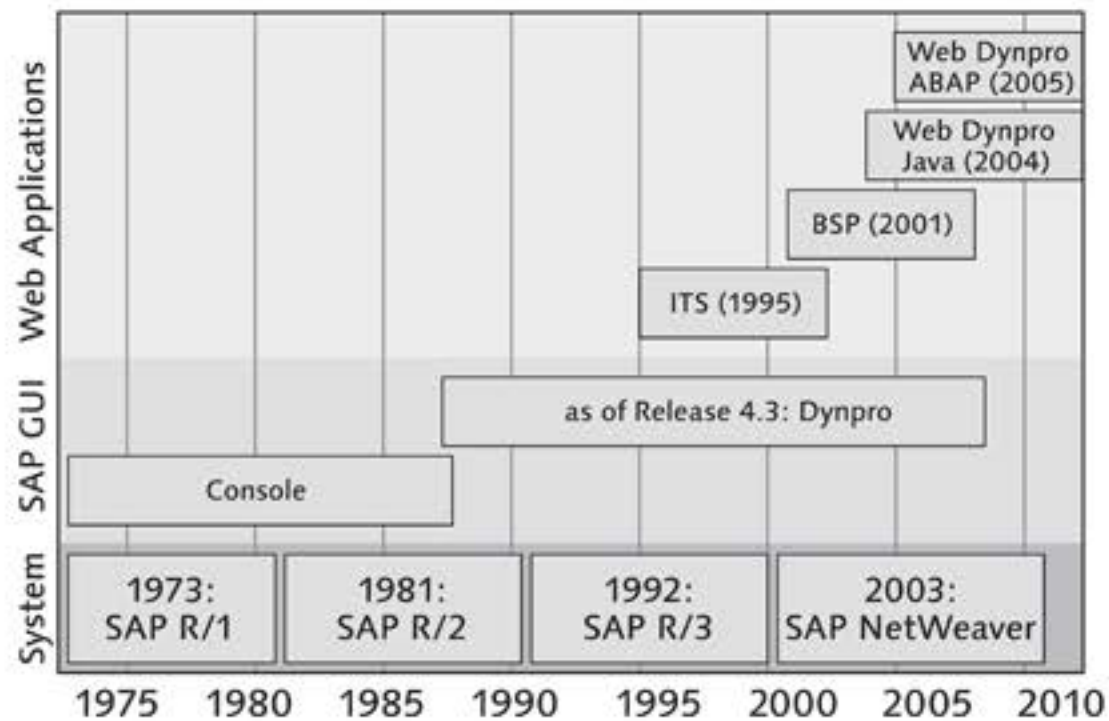 Web Applications
Web Dynpro
ABAP (2005)
Web Dynpro
Java (2004)
BSP (2001)
ITS (1995)
SAP GUI
as of Release 4.3: Dynpro
Console
System
1973:
SAP R/1
1981:
SAP R/2
1992:
SAP R/3
2003:
SAP NetWeaver
1975 1980 1985 1990 1995 2000 2005 2010